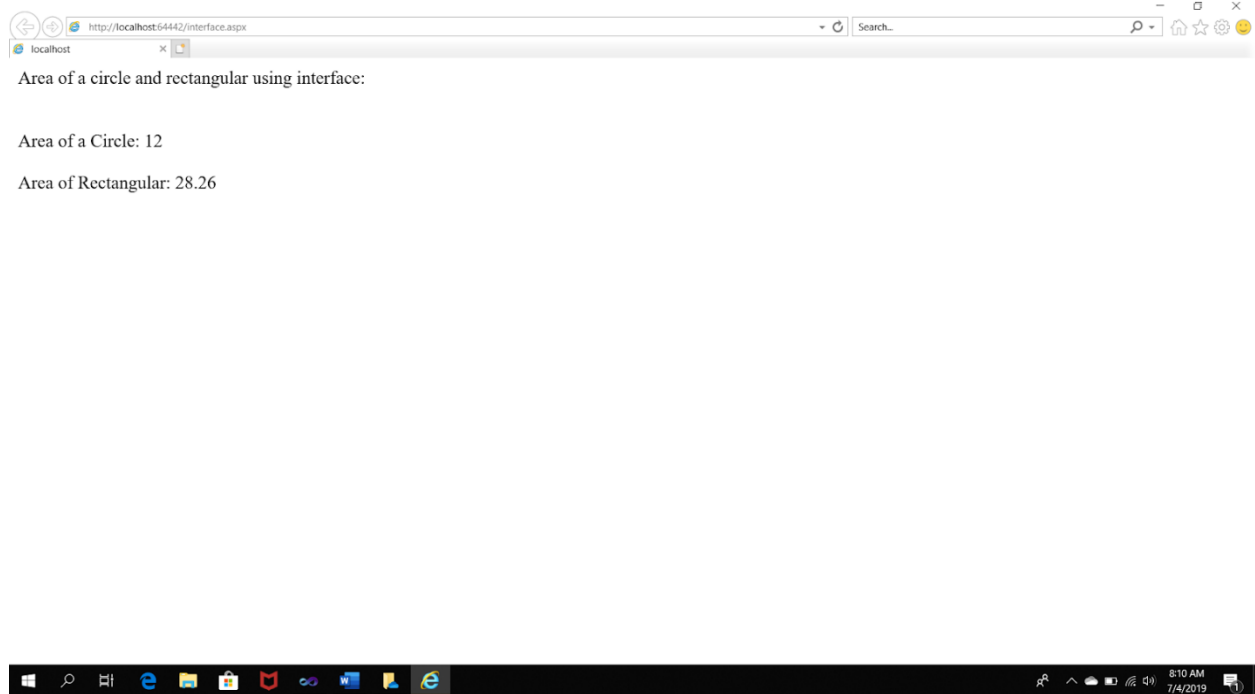 http://localhost:64442/interface.aspx
Search...
localhost
Area of a circle and rectangular using interface:
Area of a Circle: 12
Area of Rectangular: 28.26
8:10 AM
7/4/2019
1